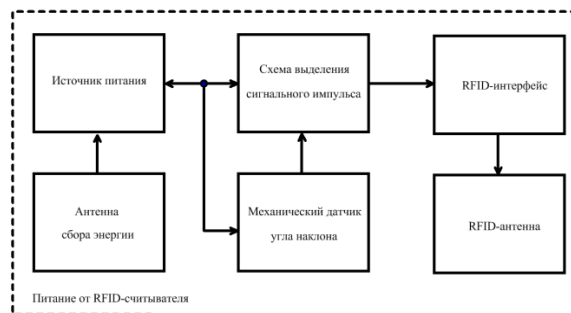 Источник питания
Схема выделения
сигнального импульса
RFID-интерфейс
Антенна
сбора энергии
Механический датчик
угла наклона
RFID-антенна
Питание от RFID-считывателя